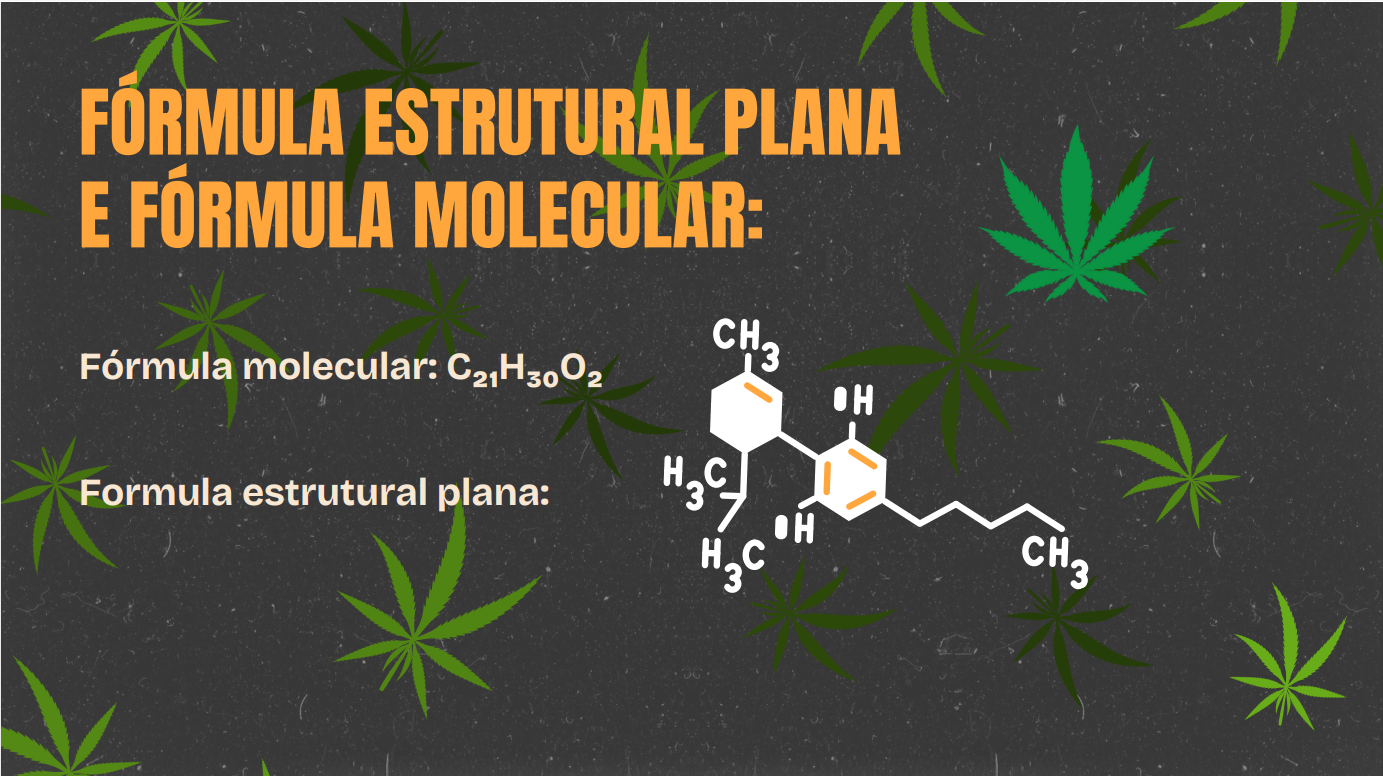 FÓRMULA ESTRUTURAL PLANA
E FÓRMULA MOLECULAR:
Fórmula molecular: C₂₁H₃₀O₂
Formula estrutural plana:
CH₃
OH
H₃C
OH
H₃C
CH₃